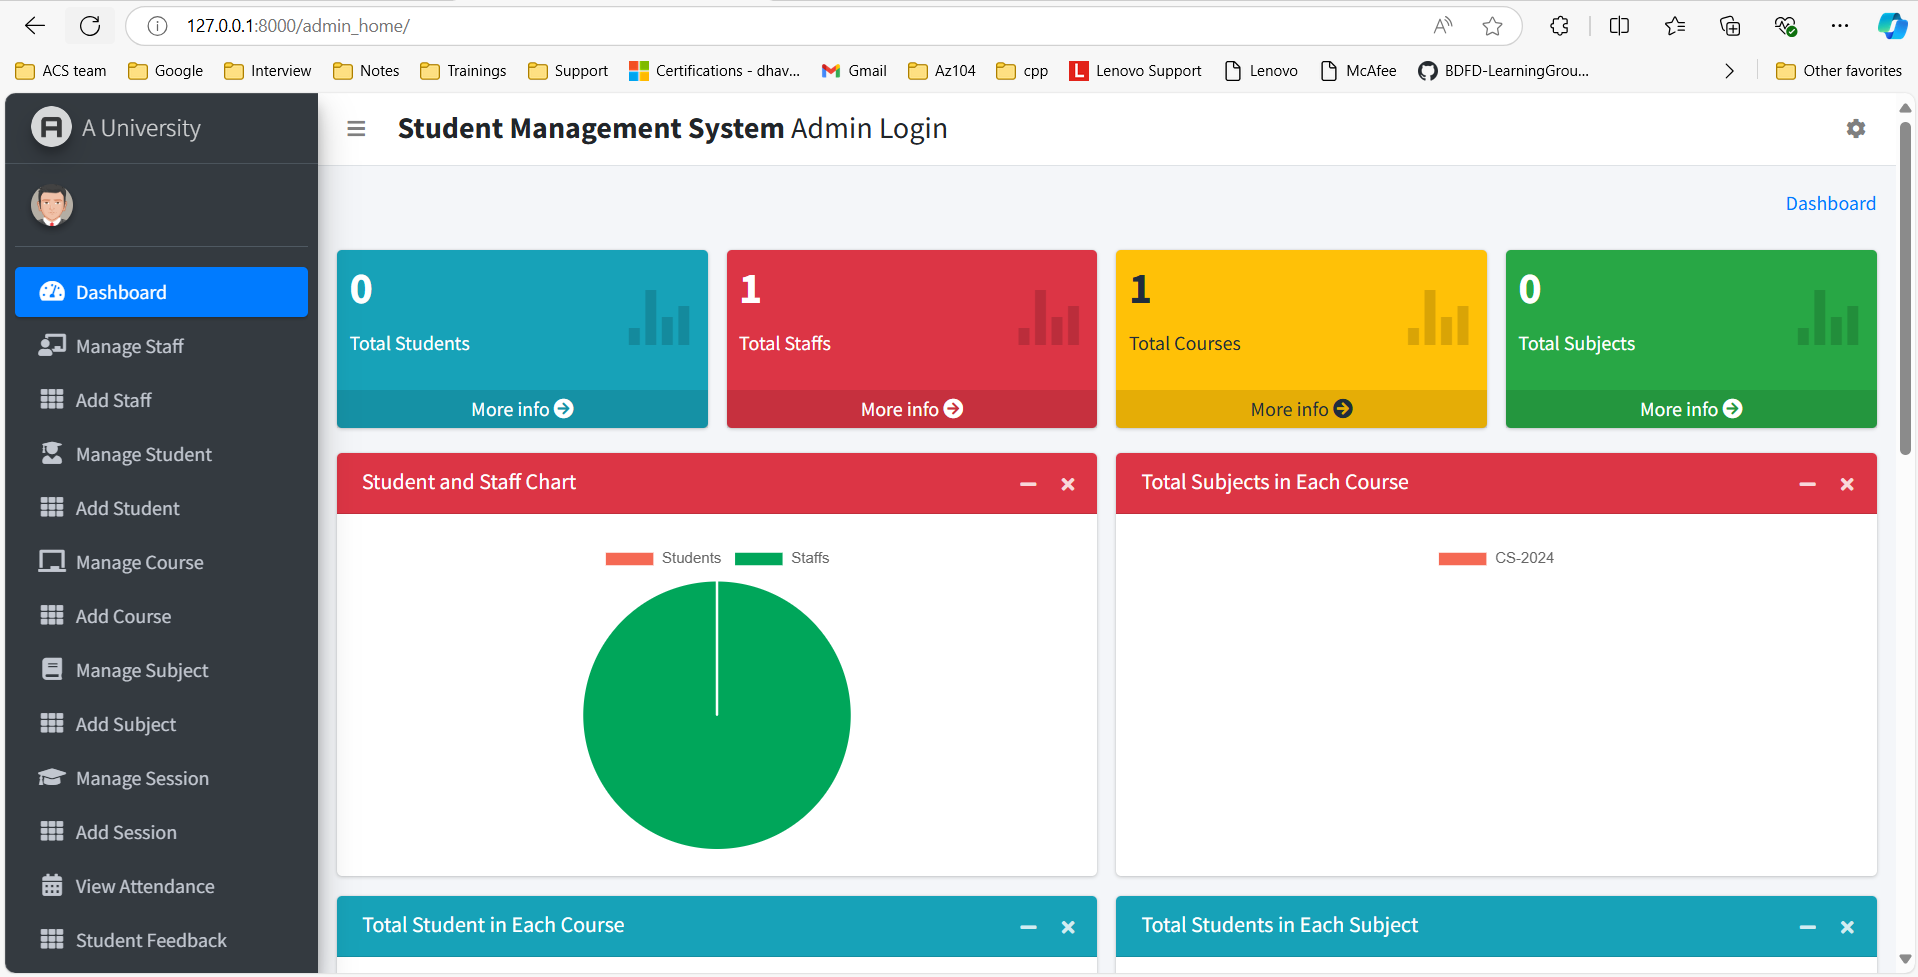 127.0.0.1:8000/admin_home/
ACS team
Google
Interview
Notes
Trainings
Support
Certifications - dhav...
Gmail
Az104
cpp
L Lenovo Support
Lenovo
McAfee
BDFD-LearningGrou...
Other favorites
A University
Student Management System Admin Login
Dashboard
Dashboard
Manage Staff
Add Staff
Manage Student
Add Student
Manage Course
Add Course
Manage Subject
Add Subject
Manage Session
Add Session
View Attendance
Student Feedback
0
Total Students
More info
1
Total Staffs
More info
1
Total Courses
More info
0
Total Subjects
More info
Student and Staff Chart
Students Staffs
Total Subjects in Each Course
CS-2024
Total Student in Each Course
Total Students in Each Subject